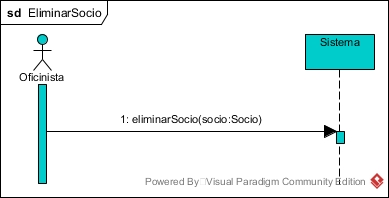 sd EliminarSocio
Oficinista
Sistema
1: eliminarSocio(socio:Socio)
Powered By Visual Paradigm Community Edition